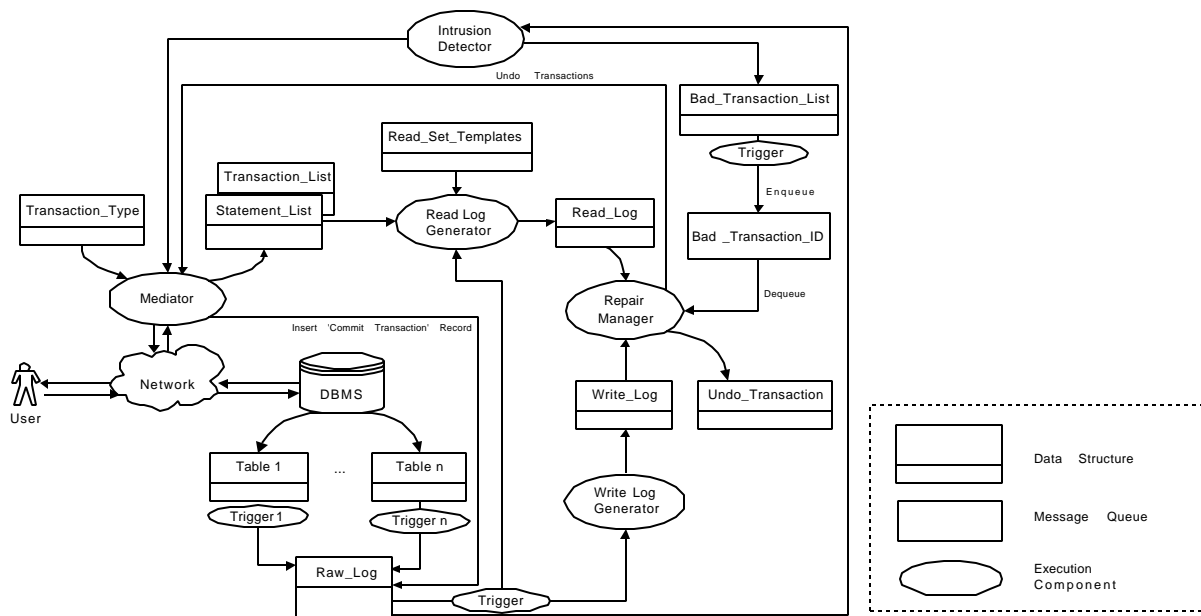 Intrusion
Detector
Undo Transactions
Bad_Transaction_List
Trigger
Enqueue
Bad _Transaction_ID
Dequeue
Read_Set_Templates
Transaction_List
Statement_List
Transaction_Type
Read Log
Generator
Read_Log
Mediator
Repair
Manager
Insert 'Commit Transaction' Record
Network
User
DBMS
Write_Log
Undo_Transaction
Table 1
...
Table n
Trigger 1
Trigger n
Write Log
Generator
Raw_Log
Trigger
Data Structure
Message Queue
Execution
Component